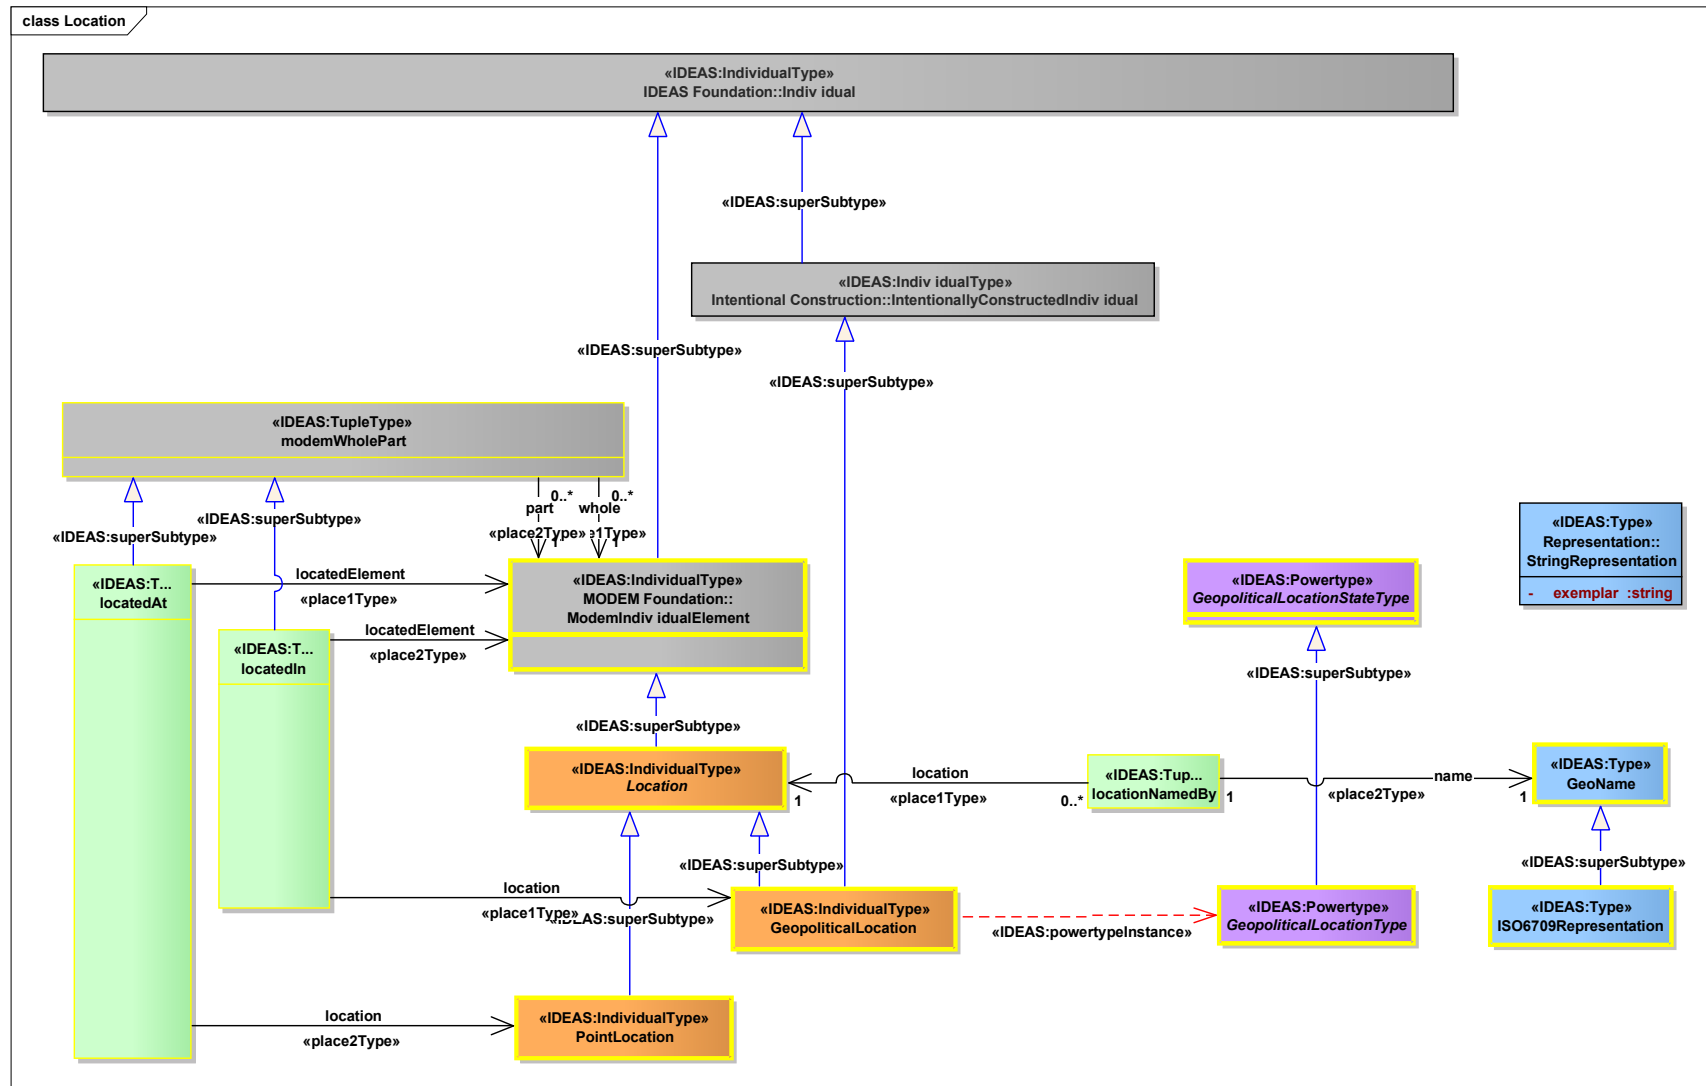 class Location
«IDEAS:IndividualType»
IDEAS Foundation::Indiv idual
«IDEAS:superSubtype»
«IDEAS:Indiv idualType»
Intentional Construction::IntentionallyConstructedIndiv idual
«IDEAS:superSubtype»
«IDEAS:superSubtype»
«IDEAS:TupleType»
modemWholePart
0..*
0..*
part
whole
«IDEAS:superSubtype»
«IDEAS:superSubtype»
«place2Type»
e1Type»
1
1
«IDEAS:Type»
Representation::
StringRepresentation
- exemplar :string
«IDEAS:T...
locatedAt
locatedElement
«place1Type»
«IDEAS:IndividualType»
MODEM Foundation::
ModemIndiv idualElement
«IDEAS:Powertype»
GeopoliticalLocationStateType
«IDEAS:T...
locatedIn
locatedElement
«place2Type»
«IDEAS:superSubtype»
«IDEAS:superSubtype»
«IDEAS:IndividualType»
Location
location
«place1Type»
1
0..*
«IDEAS:Tup...
locationNamedBy
1
name
«place2Type»
1
«IDEAS:Type»
GeoName
«IDEAS:superSubtype»
«IDEAS:superSubtype»
location
«place1Type»
«IDEAS:superSubtype»
«IDEAS:IndividualType»
GeopoliticalLocation
«IDEAS:powertypeInstance»
«IDEAS:Powertype»
GeopoliticalLocationType
«IDEAS:Type»
ISO6709Representation
location
«place2Type»
«IDEAS:IndividualType»
PointLocation